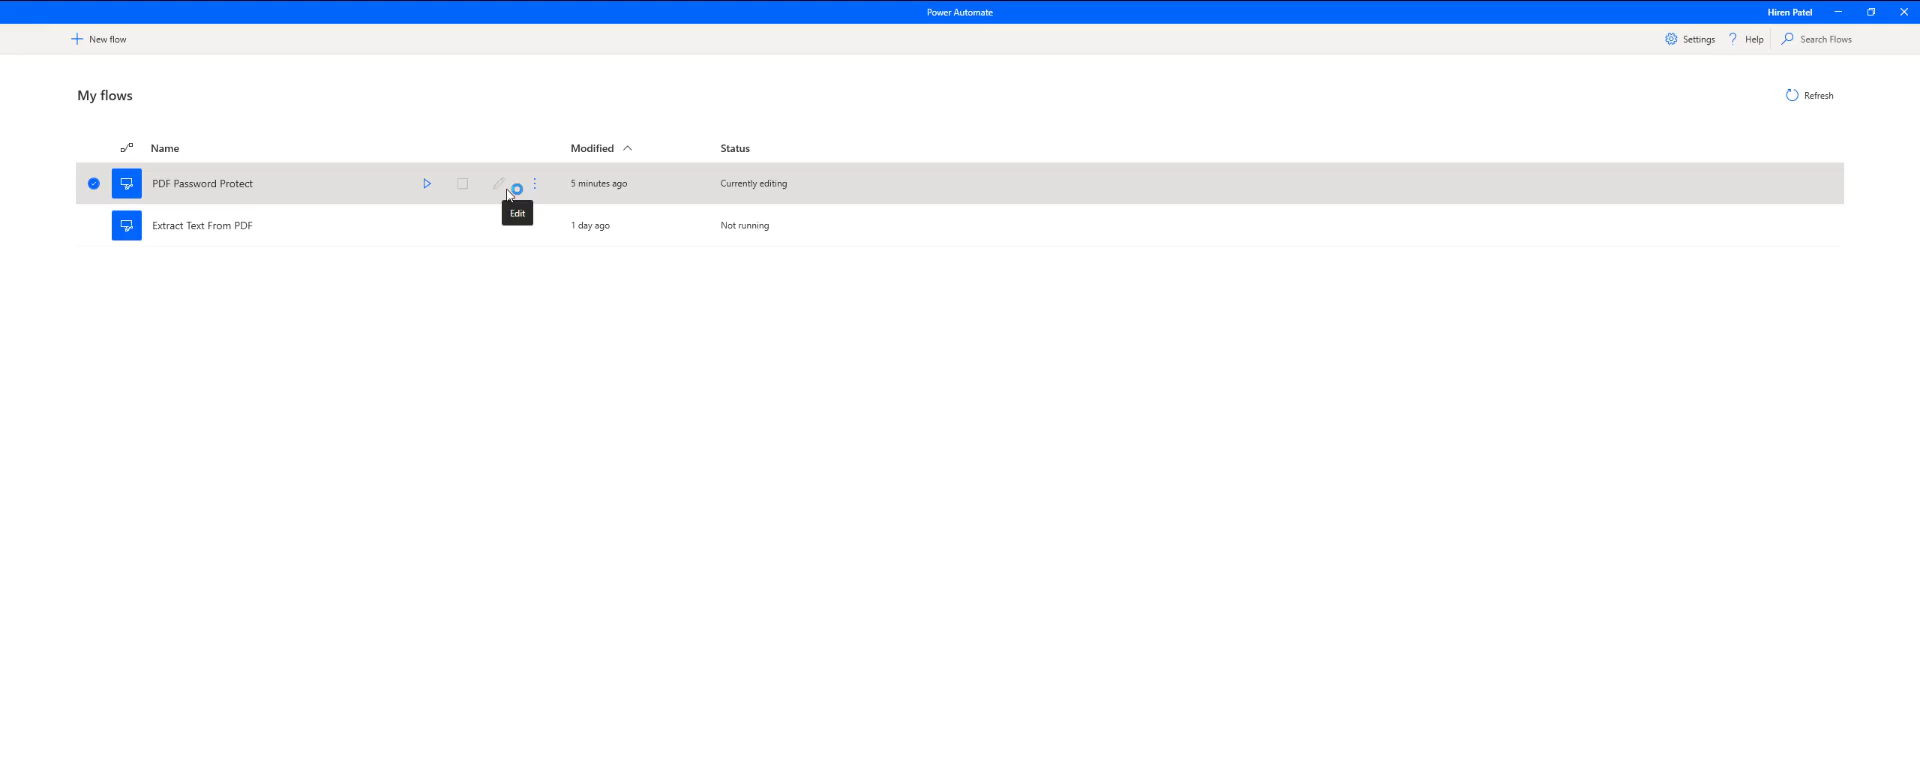 Power Automate
Hiren Patel
New flow
Settings
Help
Search Flows
My flows
Refresh
Name
Modified
Status
PDF Password Protect
5 minutes ago
Currently editing
Edit
Extract Text From PDF
1 day ago
Not running